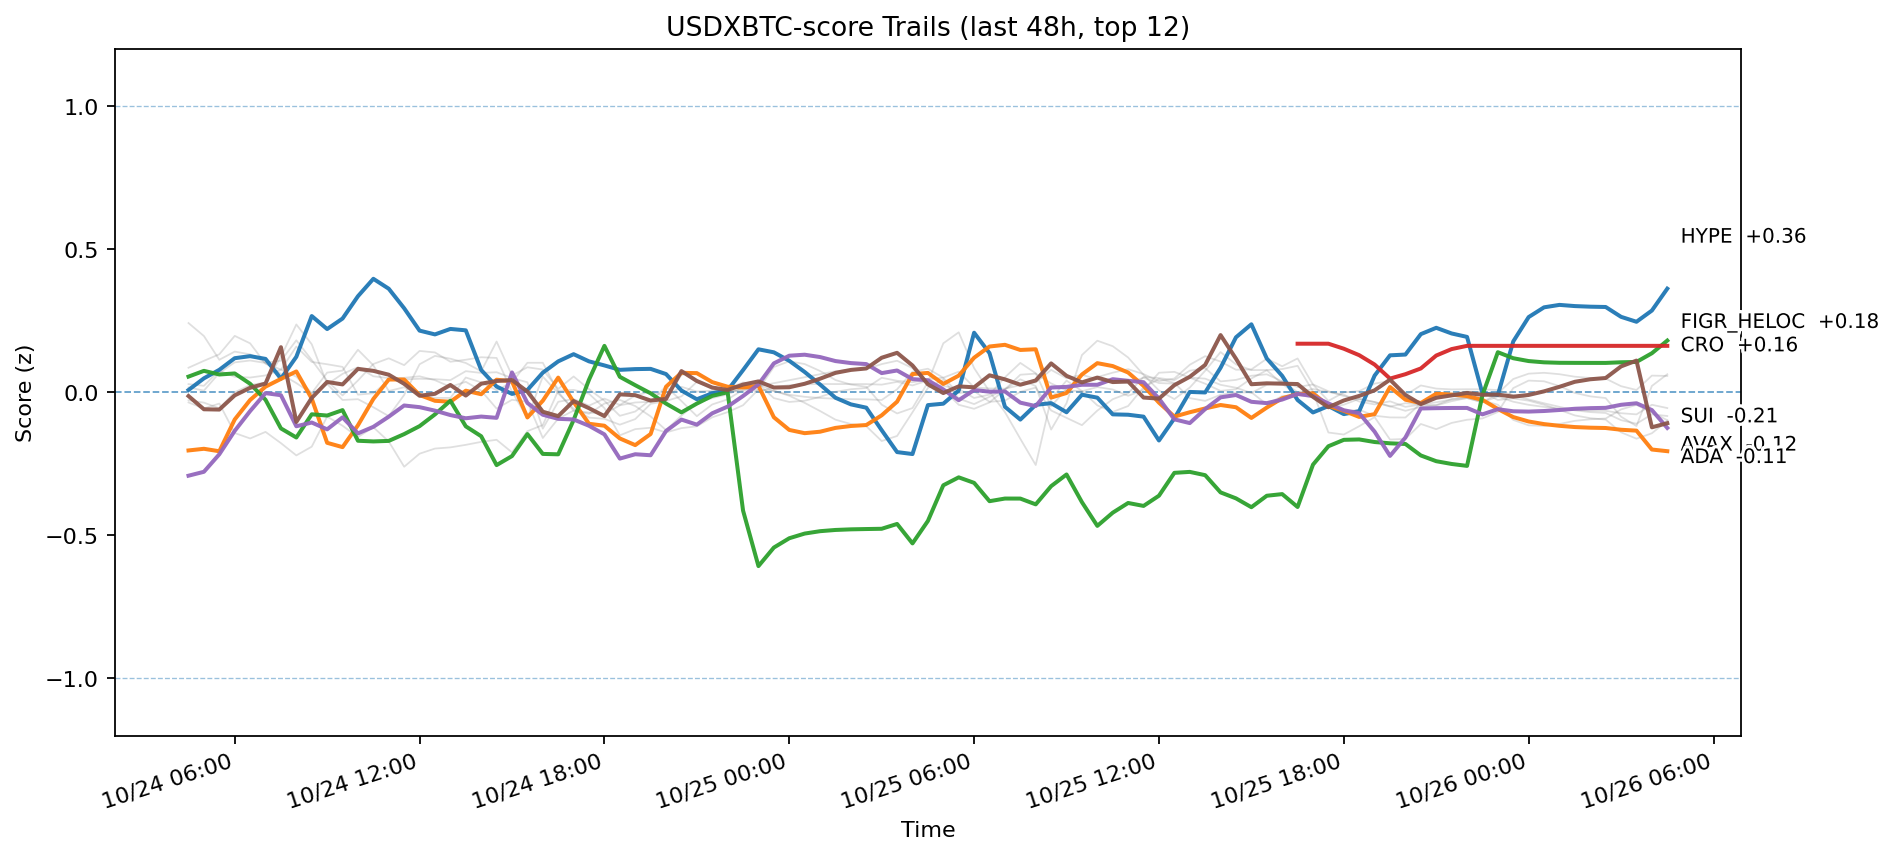 USDXBTC-score Trails (last 48h, top 12)
Score (z)
1.0
0.5
0.0
−0.5
−1.0
HYPE +0.36
FIGR_HELOC +0.18
CRO +0.16
SUI -0.21
AVAX -0.12
ADA -0.11
10/24 06:00
10/24 12:00
10/24 18:00
10/25 00:00
10/25 06:00
10/25 12:00
10/25 18:00
10/26 00:00
10/26 06:00
Time